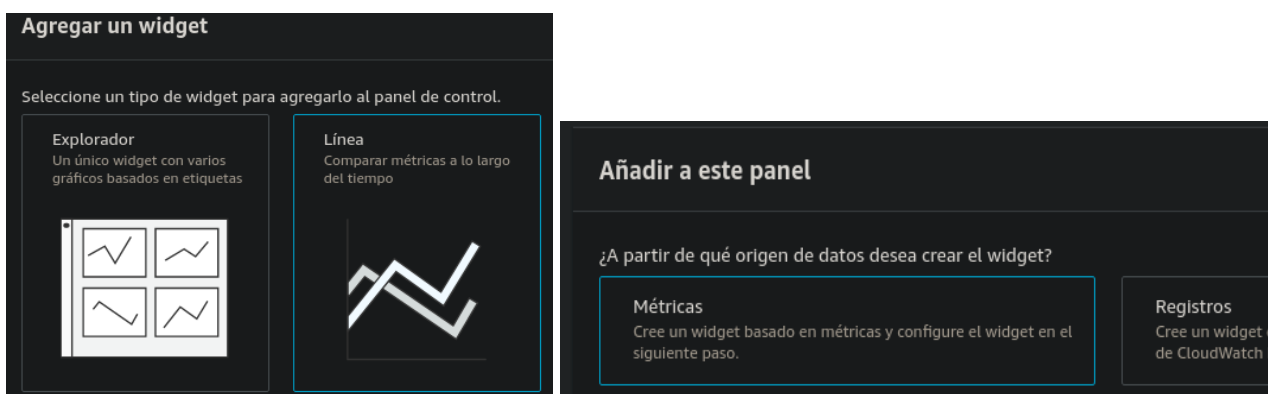 Agregar un widget
Seleccione un tipo de widget para agregarlo al panel de control.
Explorador
Un único widget con varios
gráficos basados en etiquetas
Línea
Comparar métricas a lo largo
del tiempo
Añadir a este panel
¿A partir de qué origen de datos desea crear el widget?
Métricas
Cree un widget basado en métricas y configure el widget en el
siguiente paso.
Registros
Cree un widget
de CloudWatch